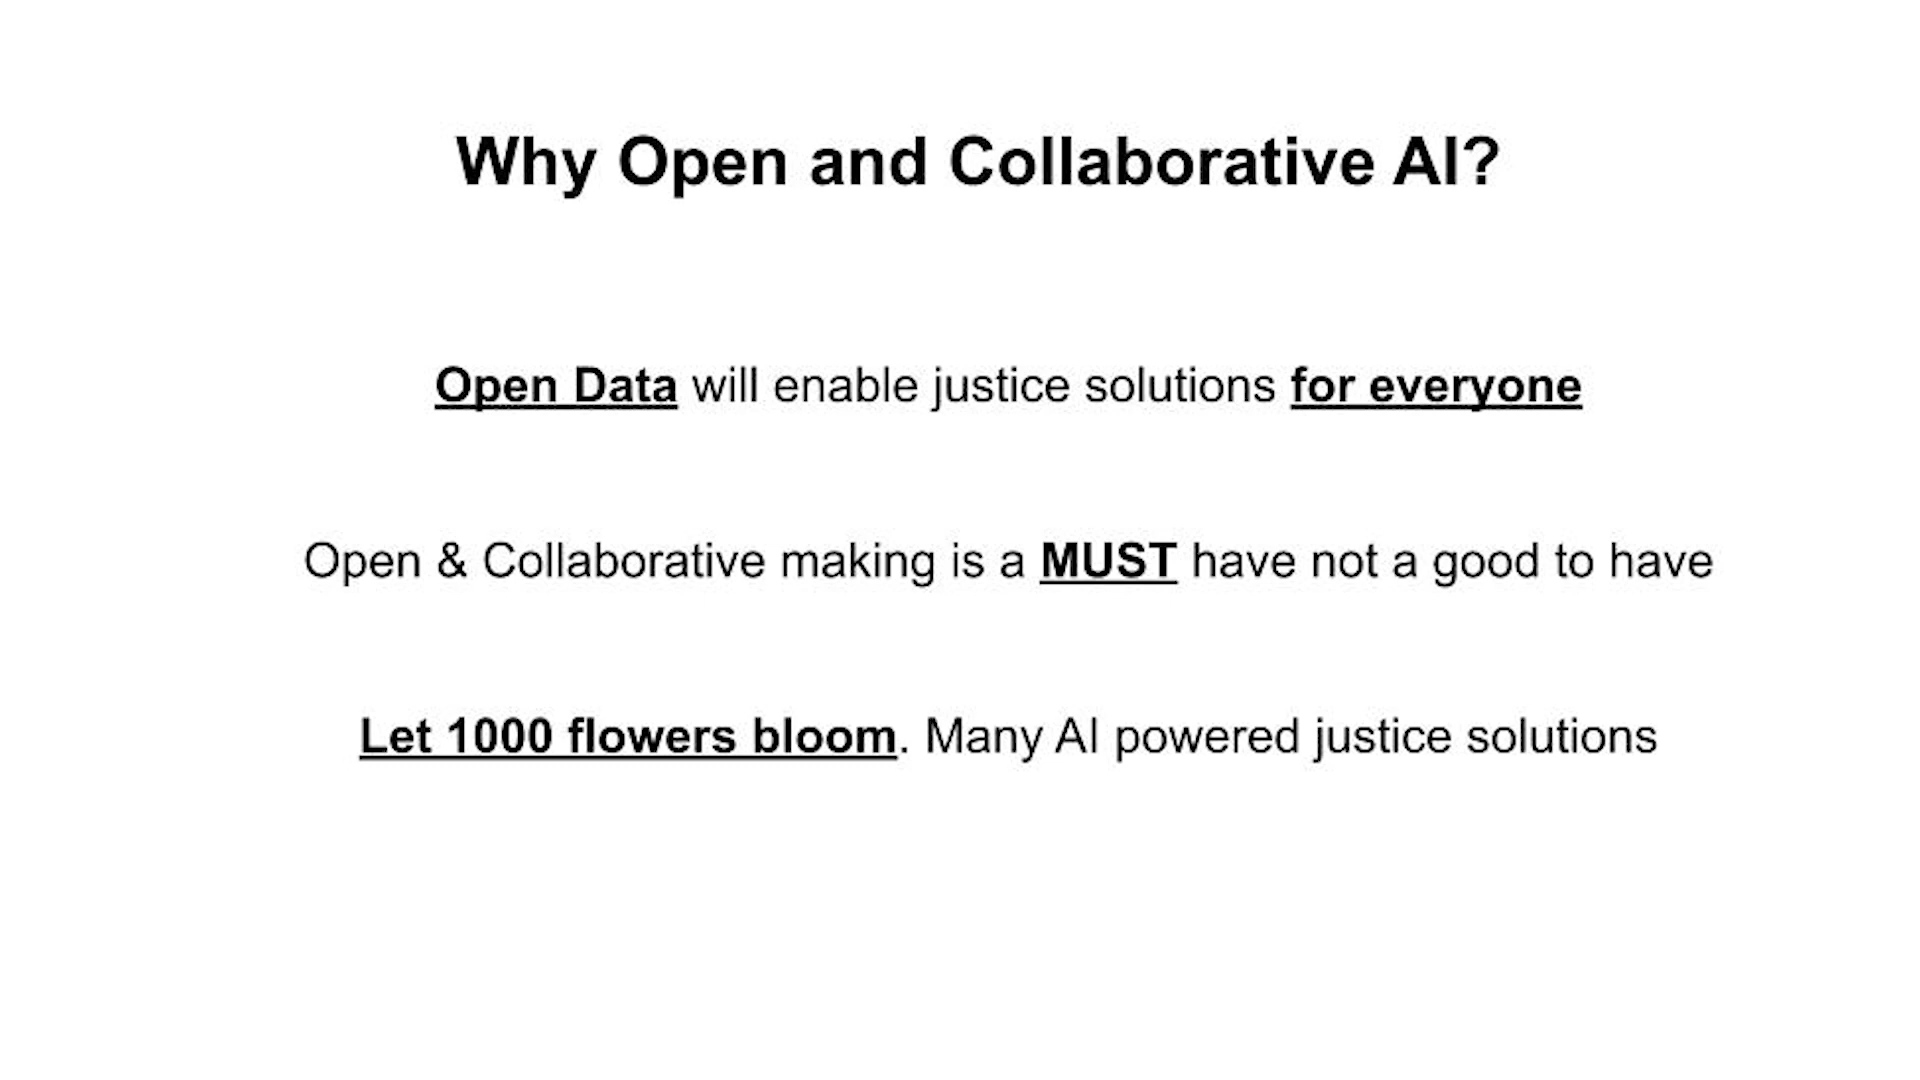 Why Open and Collaborative AI?
Open Data will enable justice solutions for everyone
Open & Collaborative making is a MUST have not a good to have
Let 1000 flowers bloom. Many AI powered justice solutions